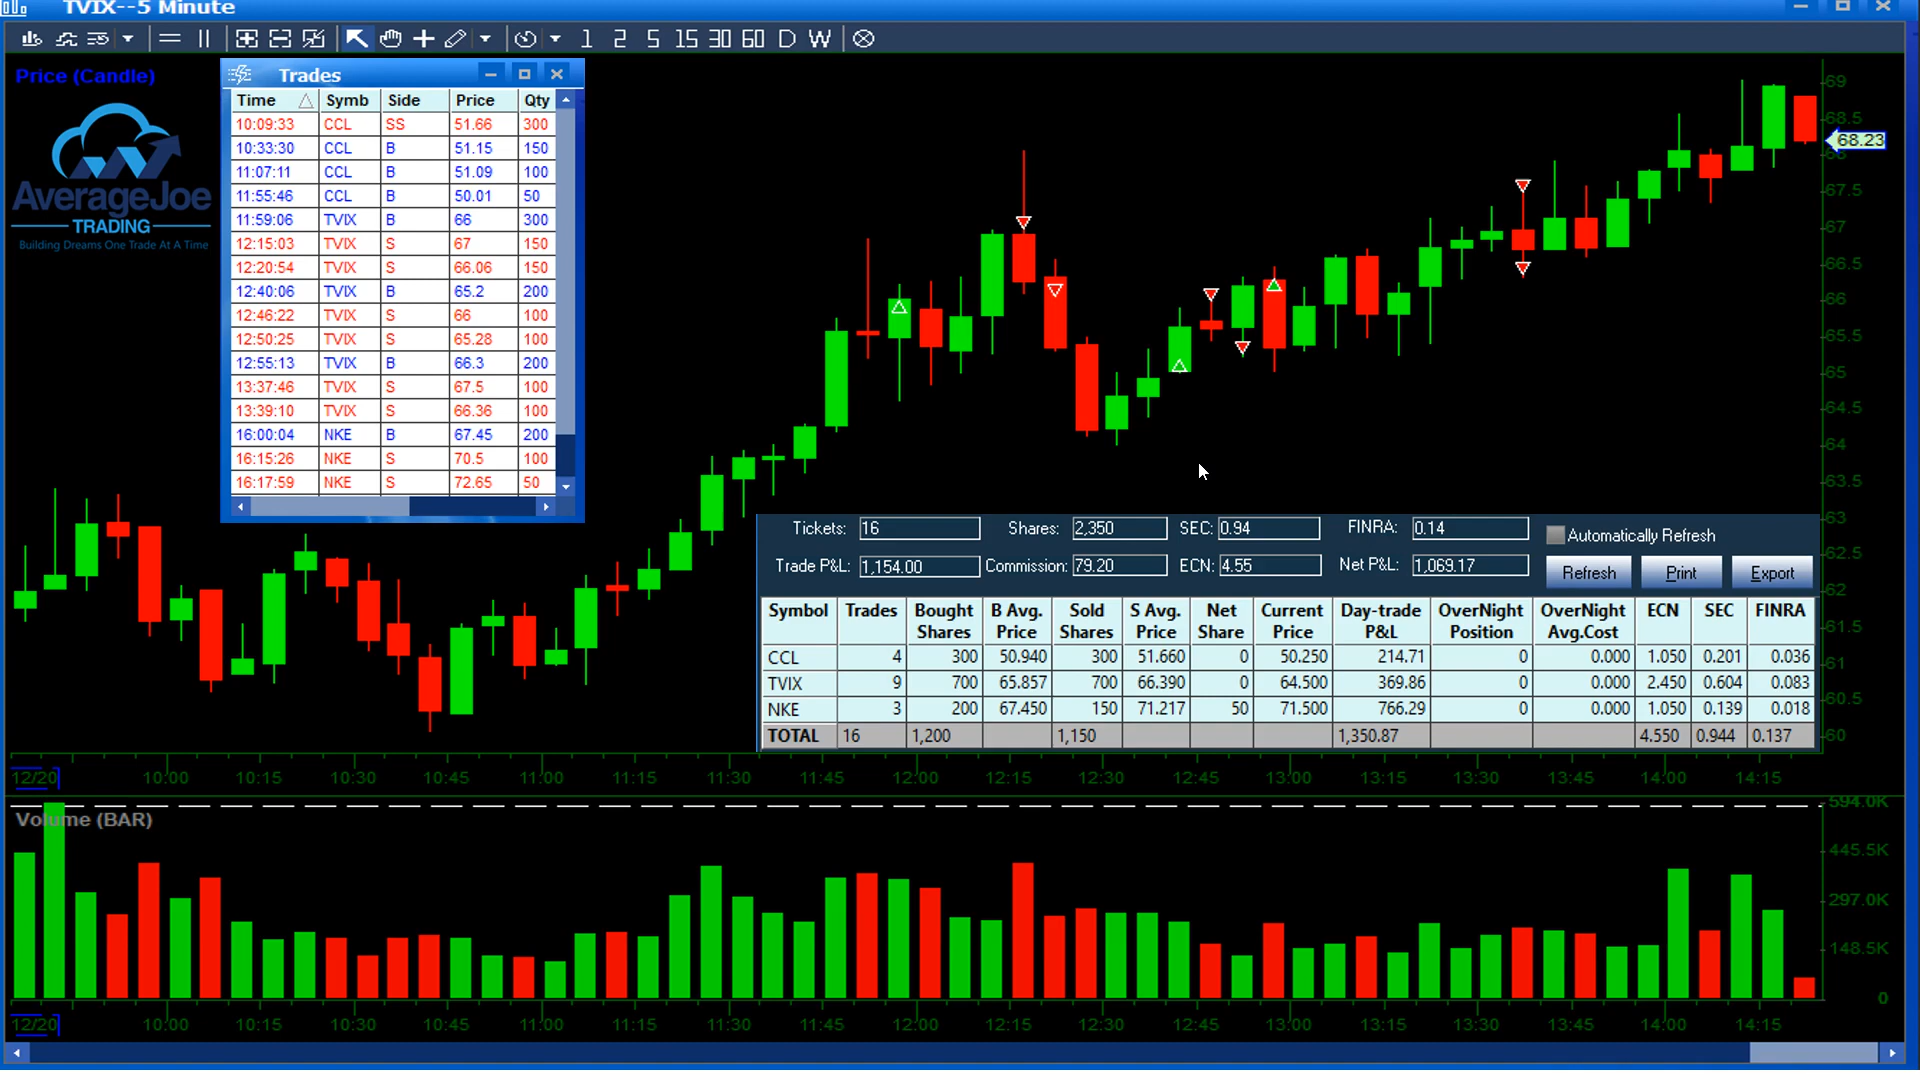 TVIX--5 Minute
1 2 5 15 30 60 D W
Price (Candle)
AverageJoe
TRADING
Building Dreams One Trade At A Time
Trades
Time Symb Side Price Qty
10:09:33 CCL SS 51.66 300
10:33:30 CCL B 51.15 150
11:07:11 CCL B 51.09 100
11:55:46 CCL B 50.01 50
11:59:06 TVIX B 66 300
12:15:03 TVIX S 67 150
12:20:54 TVIX S 66.06 150
12:40:06 TVIX B 65.2 200
12:46:22 TVIX S 66 100
12:50:25 TVIX S 65.28 100
12:55:13 TVIX B 66.3 200
13:37:46 TVIX S 67.5 100
13:39:10 TVIX S 66.36 100
16:00:04 NKE B 67.45 200
16:15:26 NKE S 70.5 100
16:17:59 NKE S 72.65 50
69
68.5
68.23
68
67.5
67
66.5
66
65.5
65
64.5
64
63.5
63
62.5
62
61.5
61
60.5
60
Tickets: 16 Shares: 2,350 SEC: 0.94 FINRA: 0.14 Automatically Refresh
Trade P&L: 1,154.00 Commission: 79.20 ECN: 4.55 Net P&L: 1,069.17 Refresh Print Export
Symbol Trades Bought Shares B Avg. Price Sold Shares S Avg. Price Net Share Current Price Day-trade P&L OverNight Position OverNight Avg.Cost ECN SEC FINRA
CCL 4 300 50.940 300 51.660 0 50.250 214.71 0 0.000 1.050 0.201 0.036
TVIX 9 700 65.857 700 66.390 0 64.500 369.86 0 0.000 2.450 0.604 0.083
NKE 3 200 67.450 150 71.217 50 71.500 766.29 0 0.000 1.050 0.139 0.018
TOTAL 16 1,200 1,150 1,350.87 4.550 0.944 0.137
12/20 10:00 10:15 10:30 10:45 11:00 11:15 11:30 11:45 12:00 12:15 12:30 12:45 13:00 13:15 13:30 13:45 14:00 14:15
Volume (BAR)
594.0K
445.5K
297.0K
148.5K
0
12/20 10:00 10:15 10:30 10:45 11:00 11:15 11:30 11:45 12:00 12:15 12:30 12:45 13:00 13:15 13:30 13:45 14:00 14:15